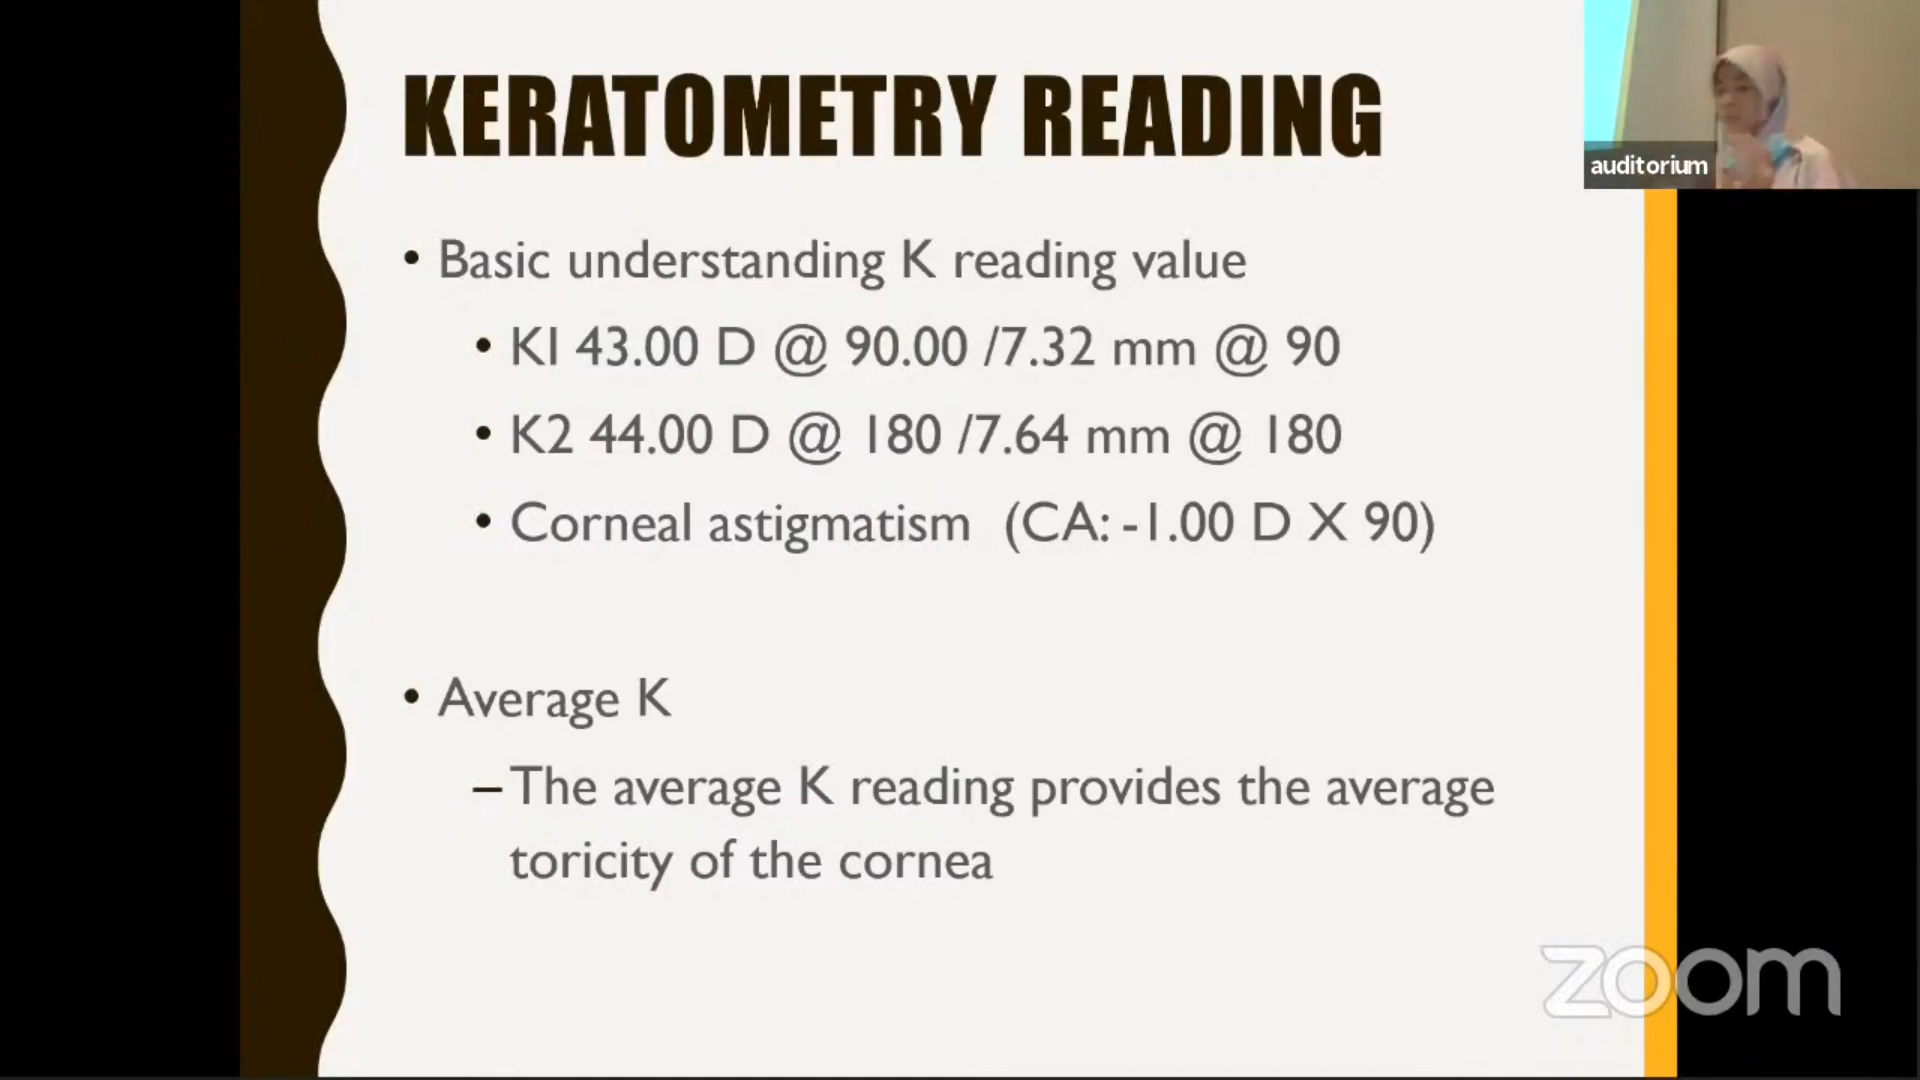 KERATOMETRY READING
auditorium
• Basic understanding K reading value
• K1 43.00 D @ 90.00 /7.32 mm @ 90
• K2 44.00 D @ 180 /7.64 mm @ 180
• Corneal astigmatism (CA: -1.00 D X 90)
• Average K
– The average K reading provides the average
toricity of the cornea
zoom